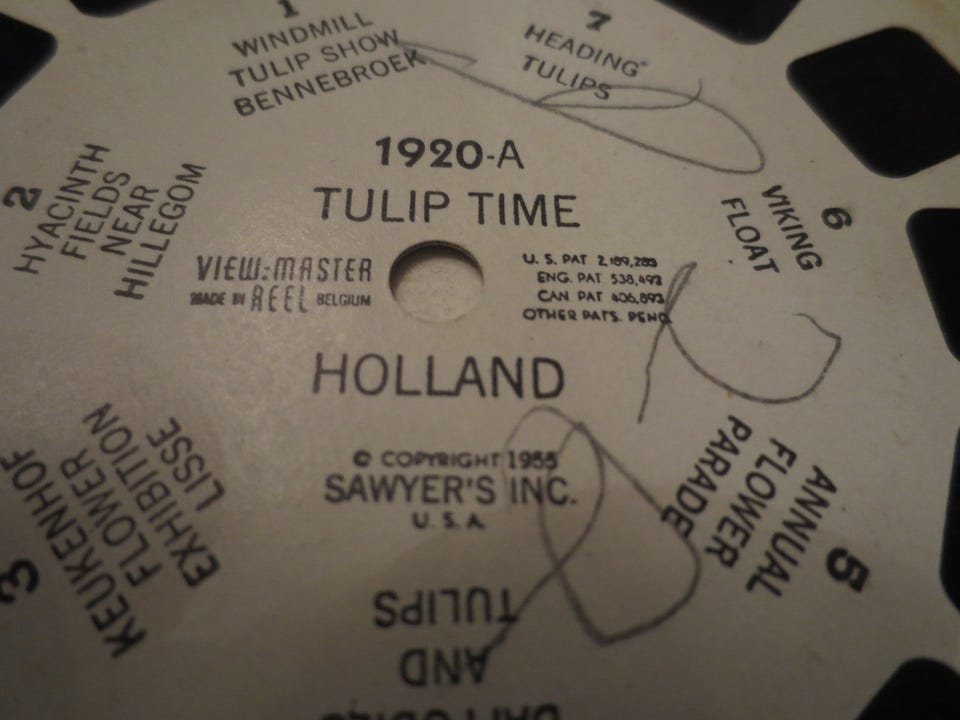 1
WINDMILL
TULIP SHOW
BENNEBROEK
7
HEADING
TULIPS
1920-A
TULIP TIME
2
HYACINTH
FIELDS
NEAR
HILLEGOM
6
VIKING
FLOAT
VIEW-MASTER
MADE IN REEL BELGIUM
U. S. PAT 2,189,285
ENG. PAT 538,492
CAN PAT 406,893
OTHER PATS. PEND.
HOLLAND
© COPYRIGHT 1955
SAWYER'S INC.
U.S.A.
3
KEUKENHOF
FLOWER
EXHIBITION
LISSE
5
ANNUAL
FLOWER
PARADE
DAFFODILS
AND
TULIPS